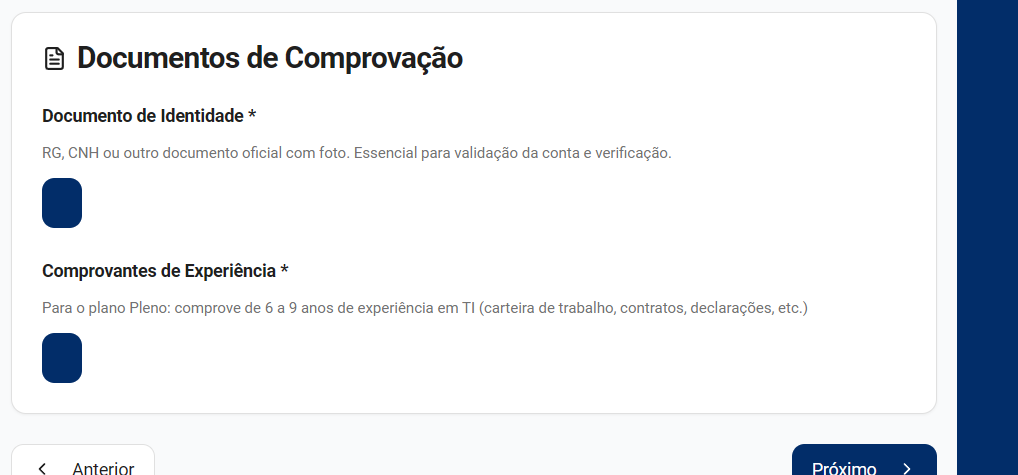 Documentos de Comprovação
Documento de Identidade *
RG, CNH ou outro documento oficial com foto. Essencial para validação da conta e verificação.
Comprovantes de Experiência *
Para o plano Pleno: comprove de 6 a 9 anos de experiência em TI (carteira de trabalho, contratos, declarações, etc.)
Anterior
Próximo